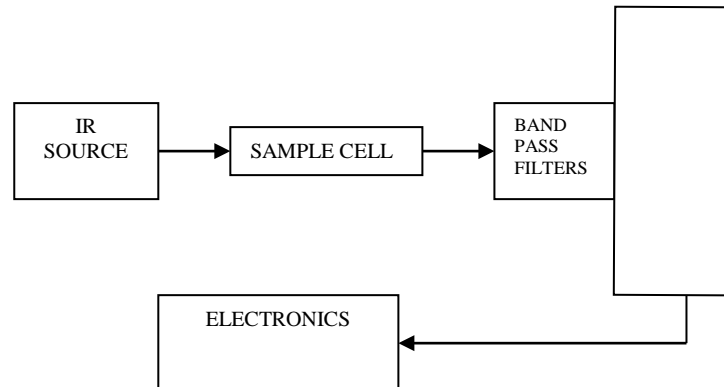 IR
SOURCE
SAMPLE CELL
BAND
PASS
FILTERS
ELECTRONICS